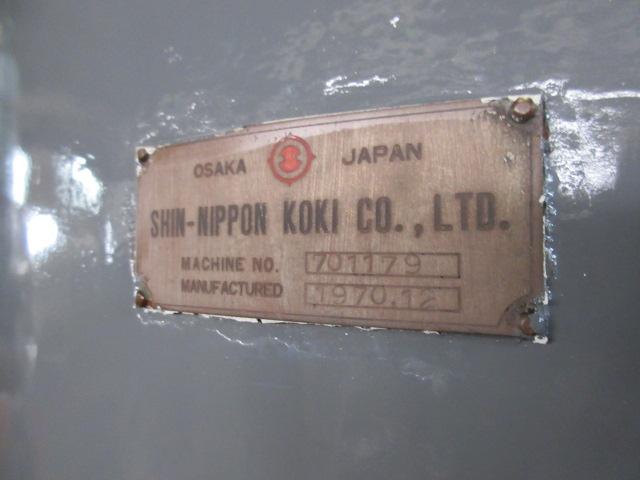 OSAKA JAPAN
SHIN-NIPPON KOKI CO., LTD.
MACHINE NO. 701179
MANUFACTURED 1970.12